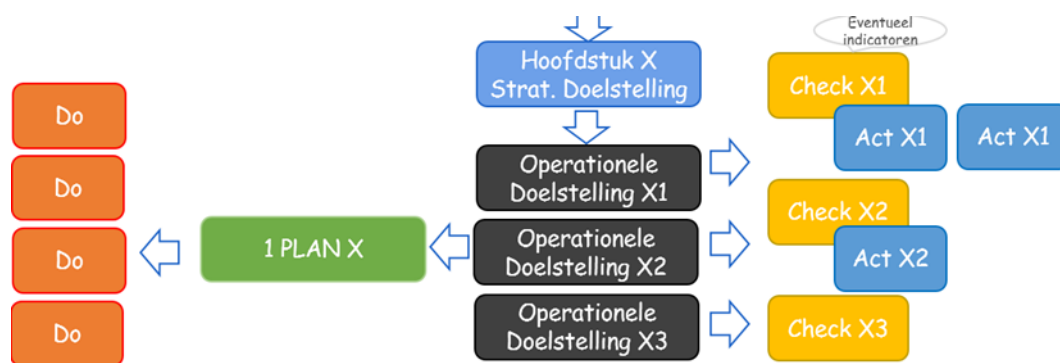 Eventueel
indicatoren
Hoofdstuk X
Strat. Doelstelling
Check X1
Do
Act X1
Act X1
Operationele
Doelstelling X1
Do
Check X2
1 PLAN X
Operationele
Doelstelling X2
Do
Act X2
Operationele
Doelstelling X3
Do
Check X3